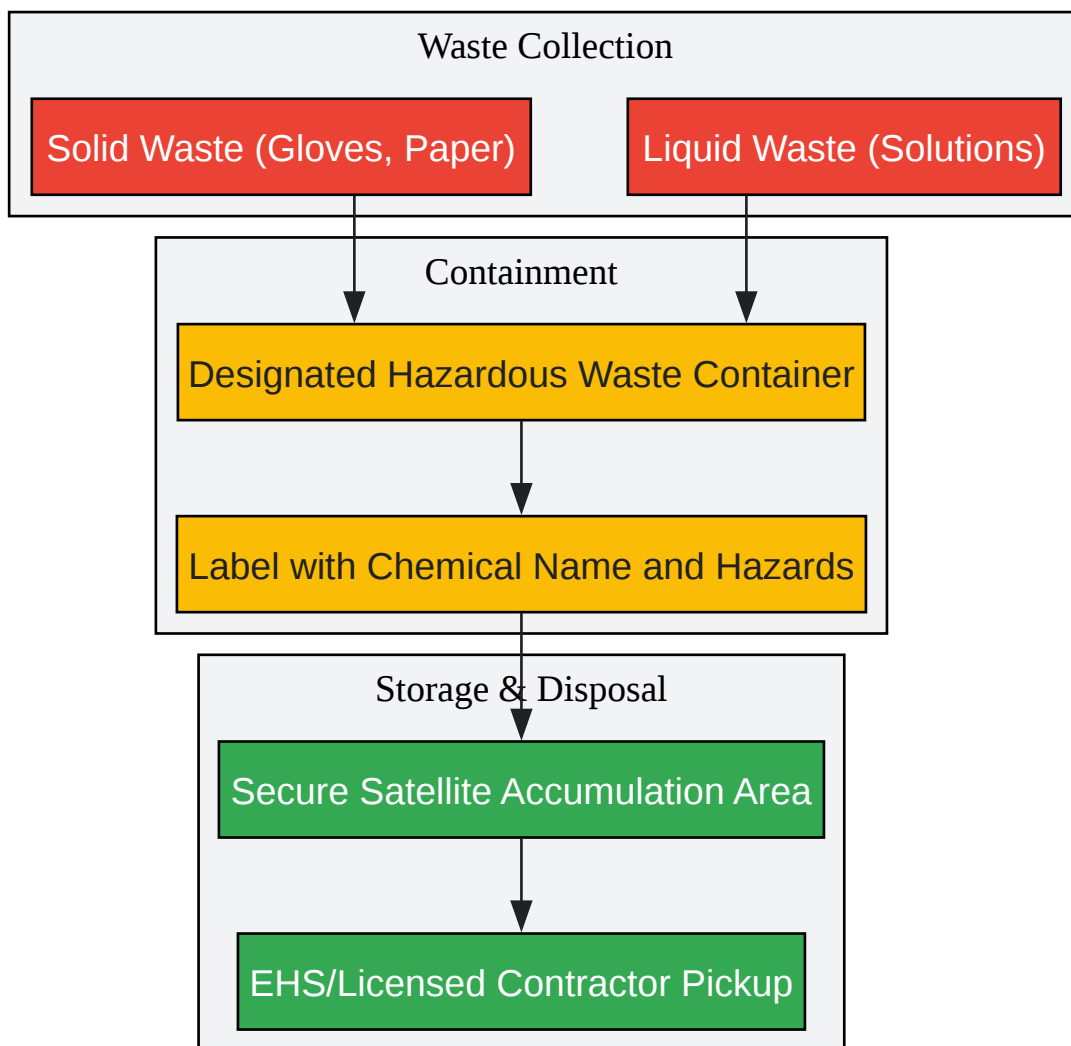 Waste Collection
Solid Waste (Gloves, Paper)
Liquid Waste (Solutions)
Containment
Designated Hazardous Waste Container
Label with Chemical Name and Hazards
Storage & Disposal
Secure Satellite Accumulation Area
EHS/Licensed Contractor Pickup